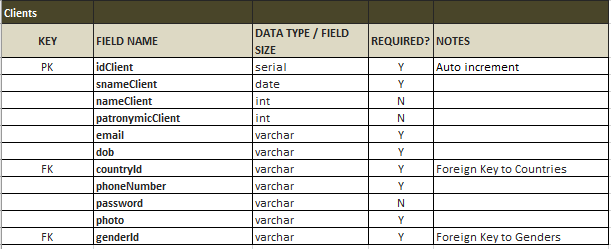 Clients
KEY FIELD NAME DATA TYPE / FIELD SIZE REQUIRED? NOTES
PK idClient serial Y Auto increment
snameClient date Y
nameClient int N
patronymicClient int N
email varchar Y
dob varchar Y
FK countryId varchar Y Foreign Key to Countries
phoneNumber varchar Y
password varchar N
photo varchar Y
FK genderId varchar Y Foreign Key to Genders